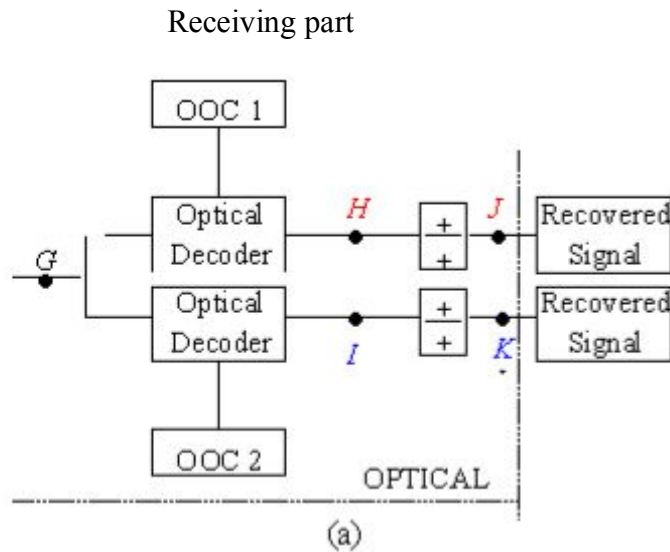 Receiving part
OOC 1
Optical
Decoder
H
+
+
J
Recovered
Signal
G
Optical
Decoder
I
+
+
K
Recovered
Signal
OOC 2
OPTICAL
(a)